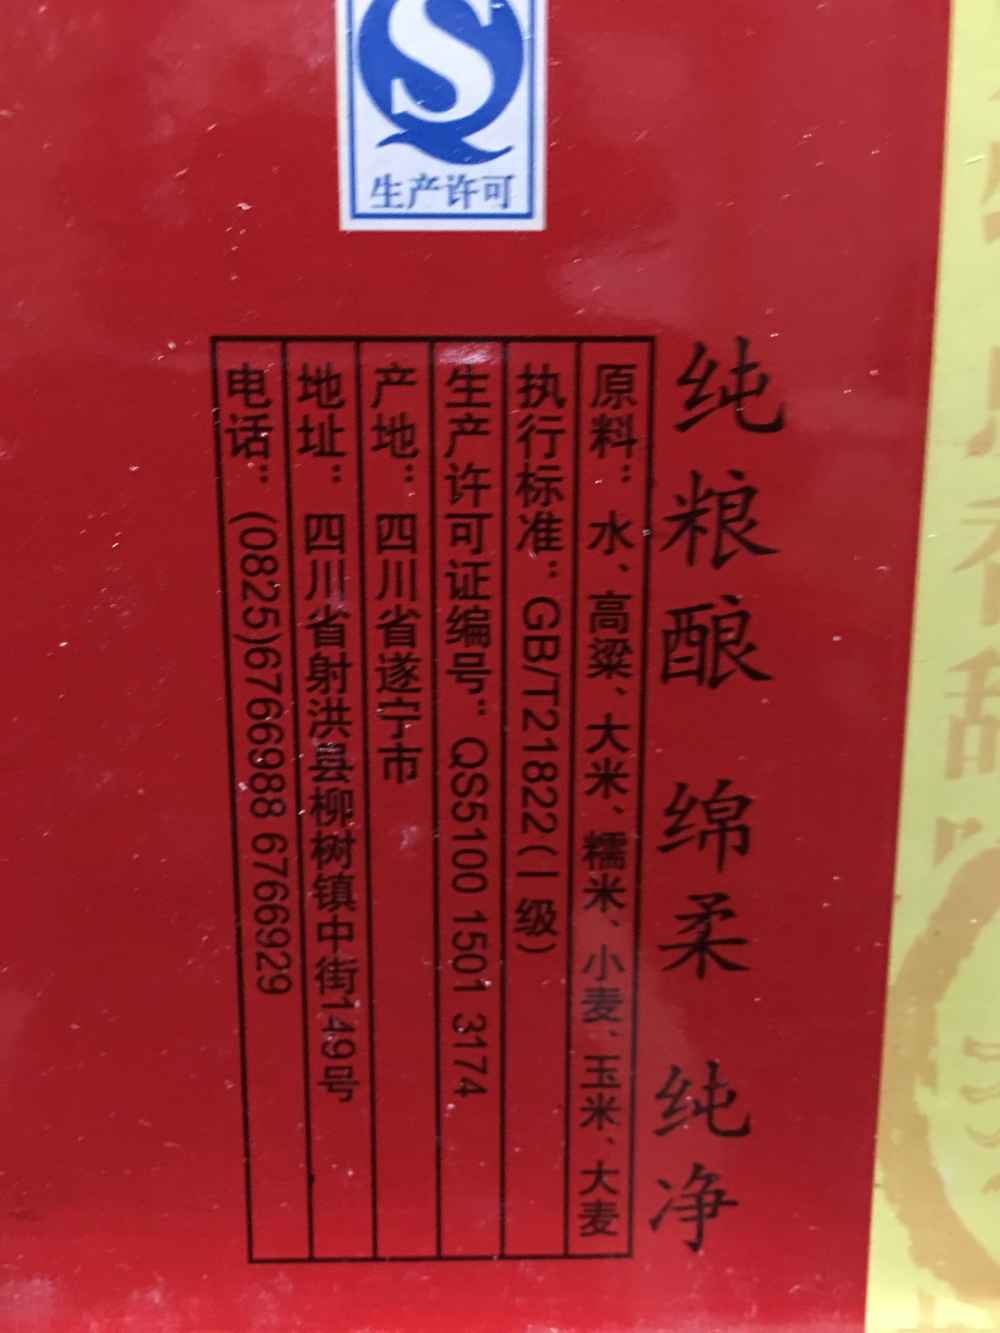 生产许可
纯粮酿 绵柔 纯净
原料：水、高粱、大米、糯米、小麦、玉米、大麦
执行标准：GB/T21822(一级)
生产许可证编号：QS5100 1501 3174
产地：四川省遂宁市
地址：四川省射洪县柳树镇中街149号
电话：(0825)6766988 6766929